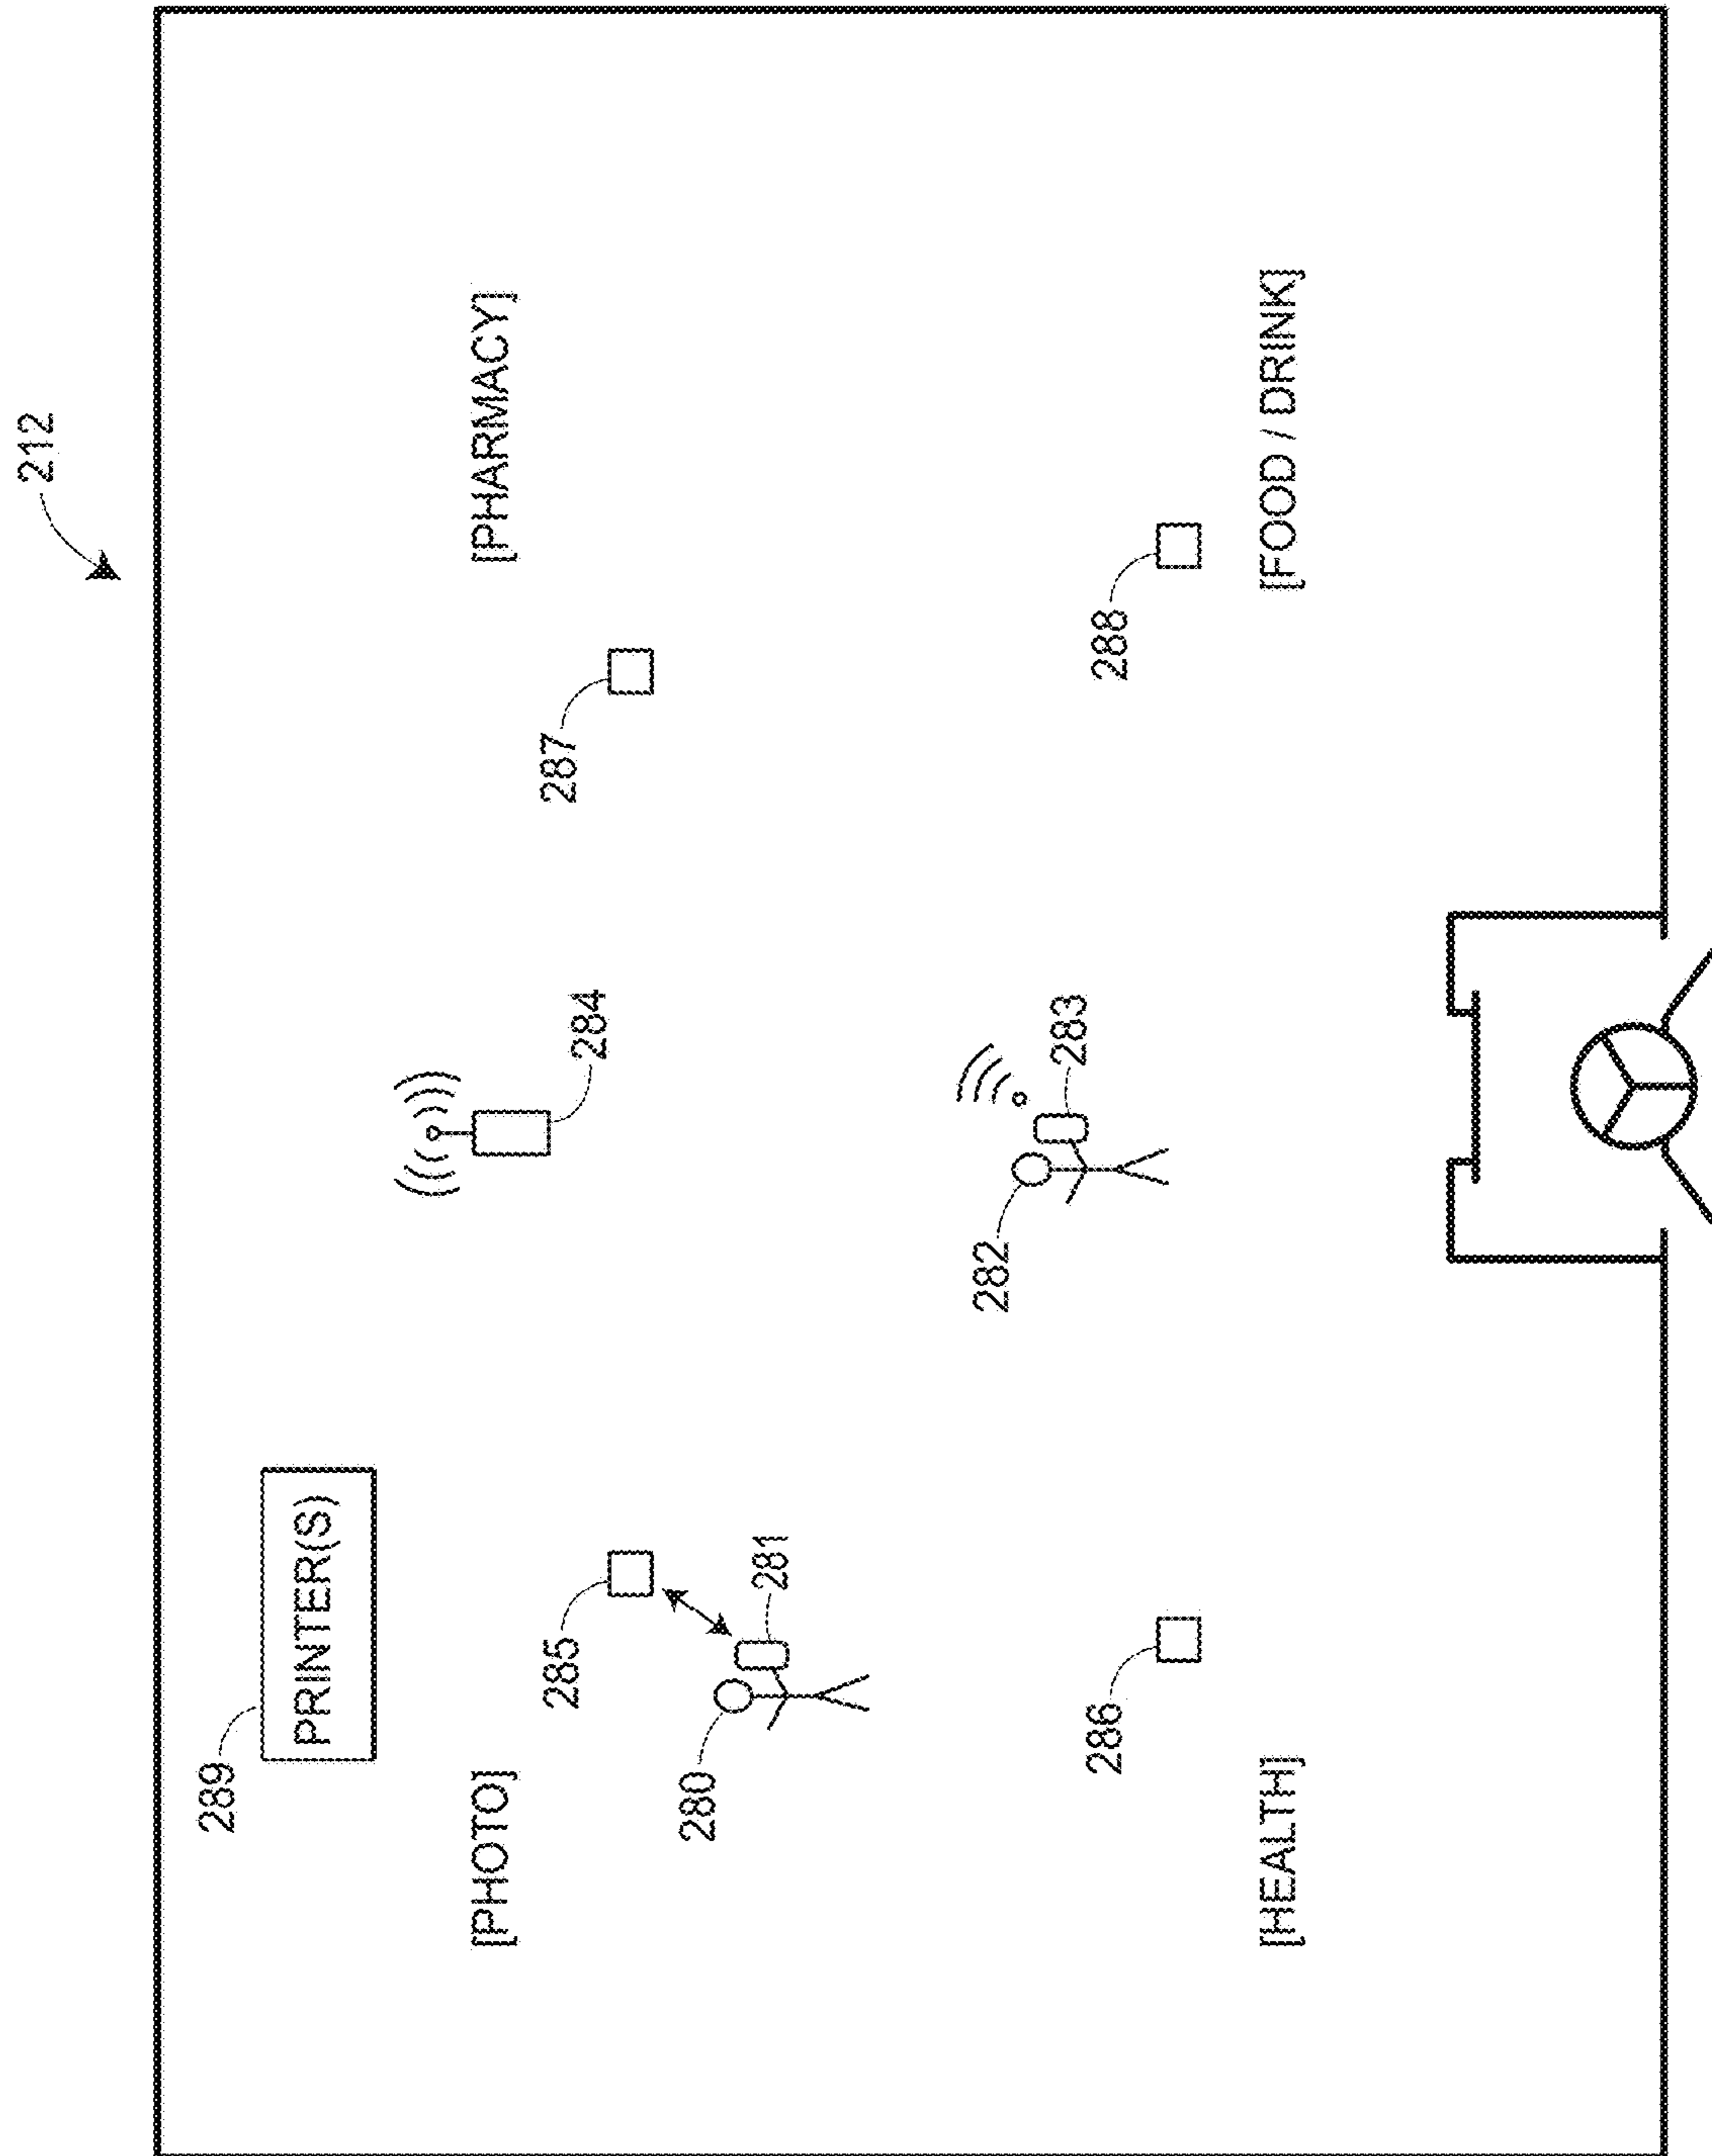 212
289
PRINTER(S)
[PHOTO]
[PHARMACY]
285
287
284
280
281
282
283
286
288
[HEALTH]
[FOOD / DRINK]